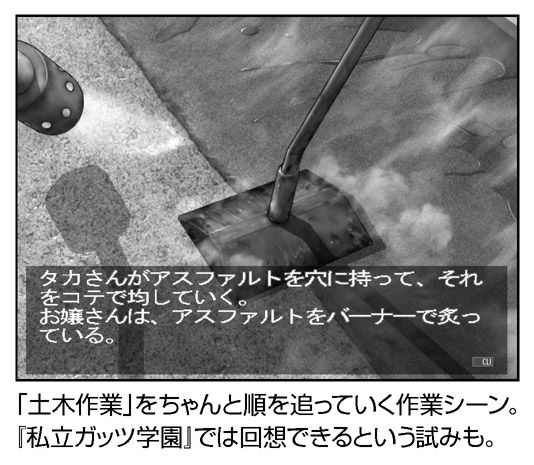 タカさんがアスファルトを穴に持って、それ
をコテで均していく。
お嬢さんは、アスファルトをバーナーで炙っ
ている。
CLI
「土木作業」をちゃんと順を追っていく作業シーン。
『私立ガッツ学園』では回想できるという試みも。